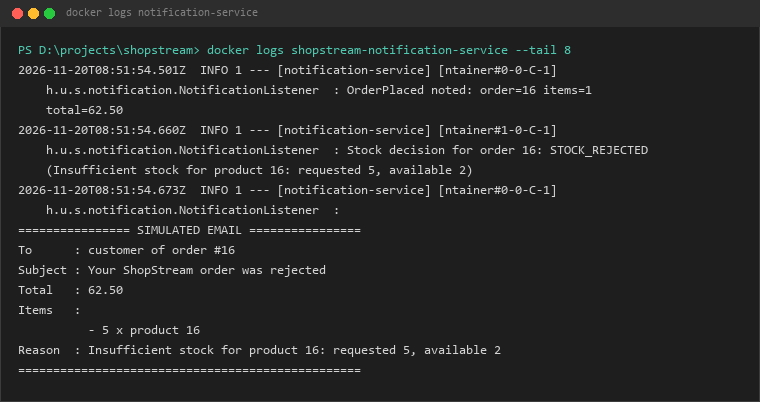 docker logs notification-service
PS D:\projects\shopstream> docker logs shopstream-notification-service --tail 8
2026-11-20T08:51:54.501Z  INFO 1 --- [notification-service] [ntainer#0-0-C-1]
    h.u.s.notification.NotificationListener  : OrderPlaced noted: order=16 items=1
    total=62.50
2026-11-20T08:51:54.660Z  INFO 1 --- [notification-service] [ntainer#1-0-C-1]
    h.u.s.notification.NotificationListener  : Stock decision for order 16: STOCK_REJECTED
    (Insufficient stock for product 16: requested 5, available 2)
2026-11-20T08:51:54.673Z  INFO 1 --- [notification-service] [ntainer#0-0-C-1]
    h.u.s.notification.NotificationListener  :
================ SIMULATED EMAIL ================
To      : customer of order #16
Subject : Your ShopStream order was rejected
Total   : 62.50
Items   :
          - 5 x product 16
Reason  : Insufficient stock for product 16: requested 5, available 2
=================================================